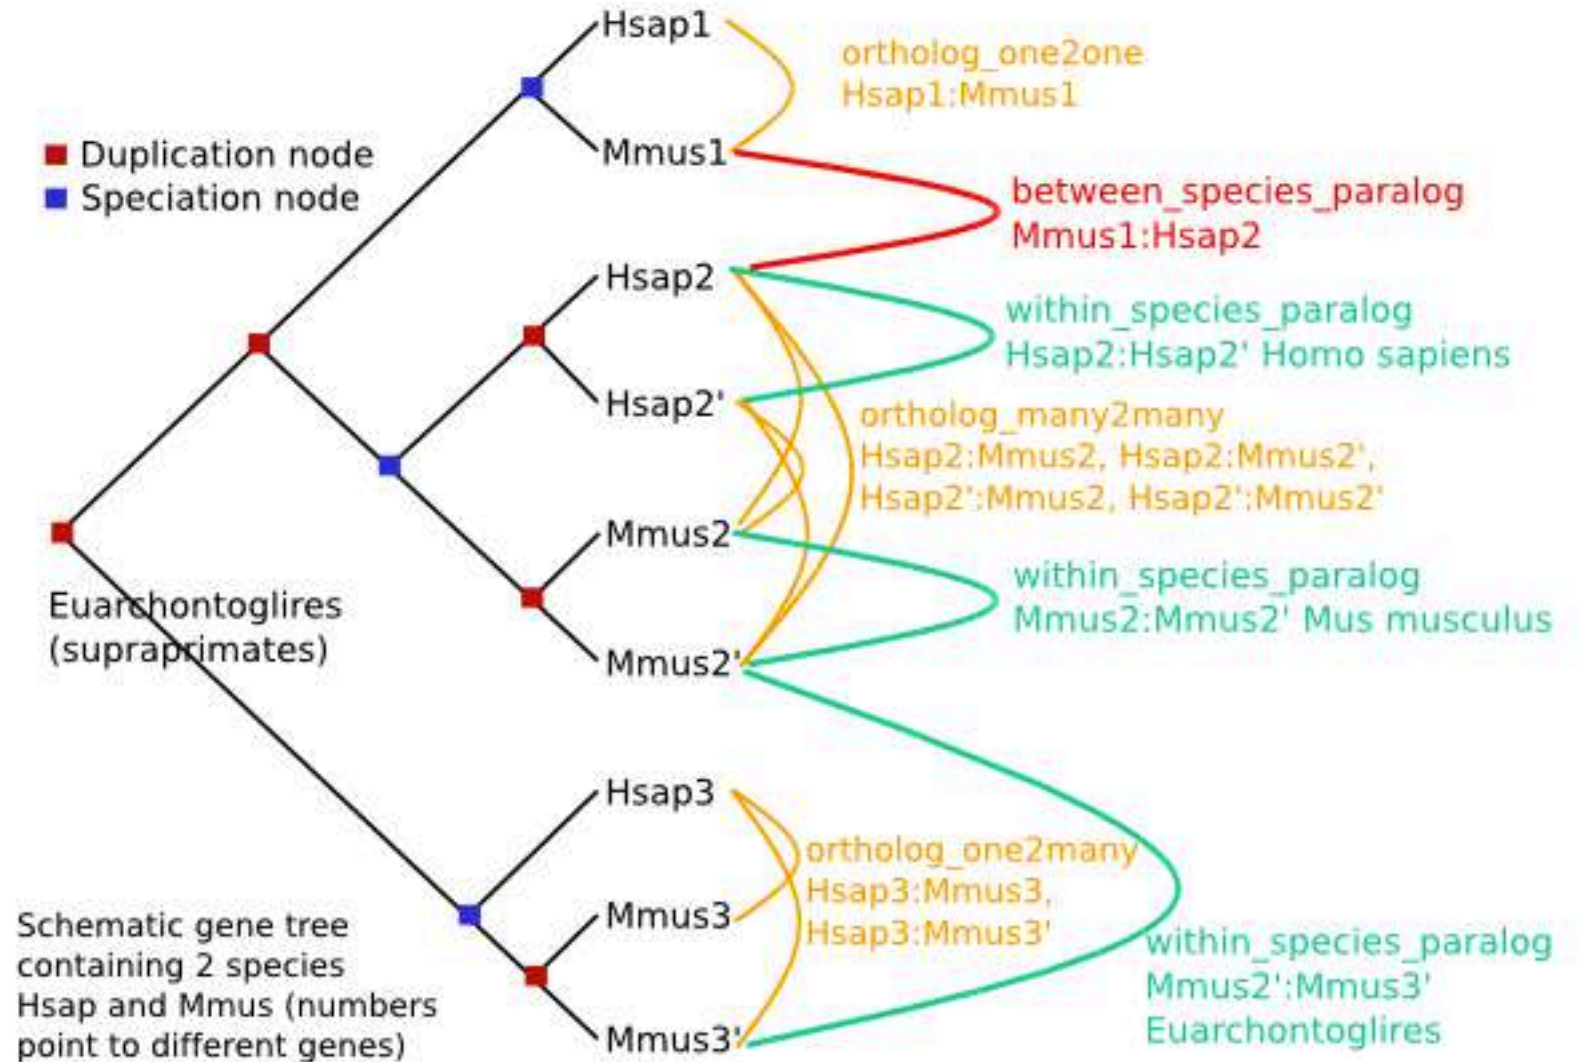 Hsap1
ortholog_one2one
Hsap1:Mmus1
Duplication node
Speciation node
Mmus1
between_species_paralog
Mmus1:Hsap2
Hsap2
within_species_paralog
Hsap2:Hsap2' Homo sapiens
Hsap2'
ortholog_many2many
Hsap2:Mmus2, Hsap2:Mmus2',
Hsap2':Mmus2, Hsap2':Mmus2'
Mmus2
within_species_paralog
Mmus2:Mmus2' Mus musculus
Euarchontoglires
(supraprimates)
Mmus2'
Hsap3
ortholog_one2many
Hsap3:Mmus3,
Hsap3:Mmus3'
Mmus3
within_species_paralog
Mmus2':Mmus3'
Euarchontoglires
Schematic gene tree
containing 2 species
Hsap and Mmus (numbers
point to different genes)
Mmus3'